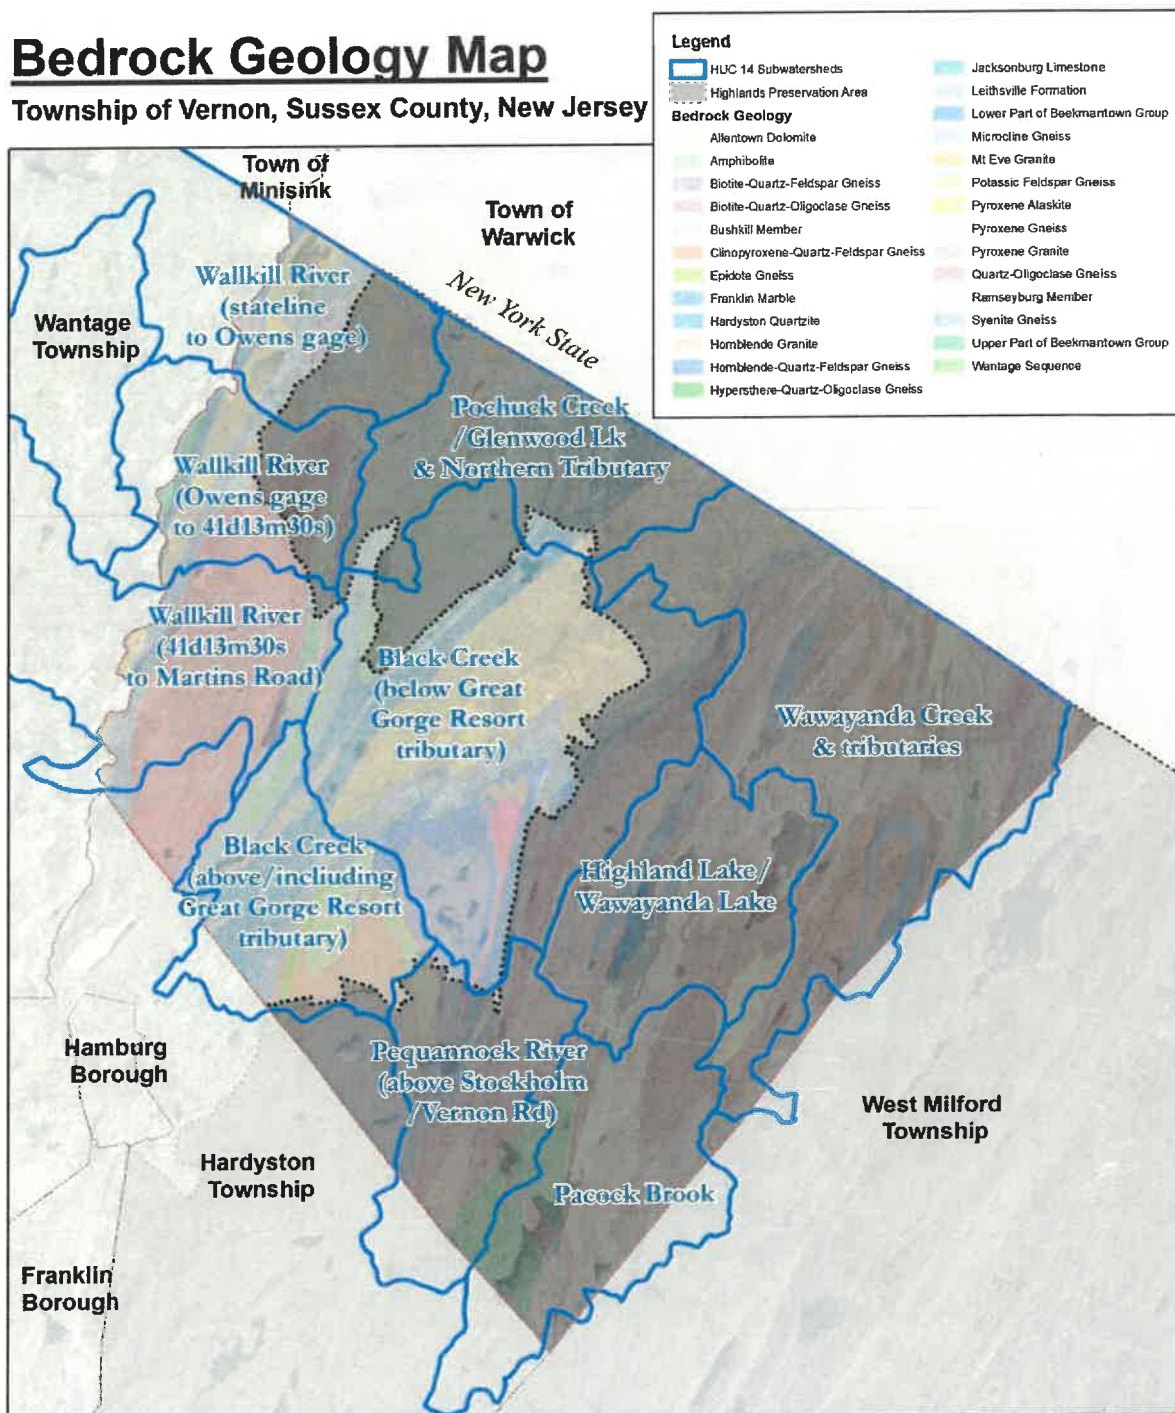 Bedrock Geology Map
Township of Vernon, Sussex County, New Jersey
Legend
HUC 14 Subwatersheds
Highlands Preservation Area
Bedrock Geology
Allentown Dolomite
Amphibolite
Biotite-Quartz-Feldspar Gneiss
Biotite-Quartz-Oligoclase Gneiss
Bushkill Member
Clinopyroxene-Quartz-Feldspar Gneiss
Epidote Gneiss
Franklin Marble
Hardyston Quartzite
Hornblende Granite
Hornblende-Quartz-Feldspar Gneiss
Hypersthere-Quartz-Oligoclase Gneiss
Jacksonburg Limestone
Leithsville Formation
Lower Part of Beekmantown Group
Microcline Gneiss
Mt Eve Granite
Potassic Feldspar Gneiss
Pyroxene Alaskite
Pyroxene Gneiss
Pyroxene Granite
Quartz-Oligoclase Gneiss
Ramseyburg Member
Syenite Gneiss
Upper Part of Beekmantown Group
Wantage Sequence
Town of
Minisink
Town of
Warwick
New York State
Wallkill River
(stateline
to Owens gage)
Wantage
Township
Pochuck Creek
/Glenwood Lk
& Northern Tributary
Wallkill River
(Owens gage
to 41d13m30s)
Wallkill River
(41d13m30s
to Martins Road)
Black Creek
(below Great
Gorge Resort
tributary)
Wawayanda Creek
& tributaries
Black Creek
(above/incliuding
Great Gorge Resort
tributary)
Highland Lake/
Wawayanda Lake
Hamburg
Borough
Pequannock River
(above Stockholm
/Vernon Rd)
West Milford
Township
Hardyston
Township
Pacock Brook
Franklin
Borough